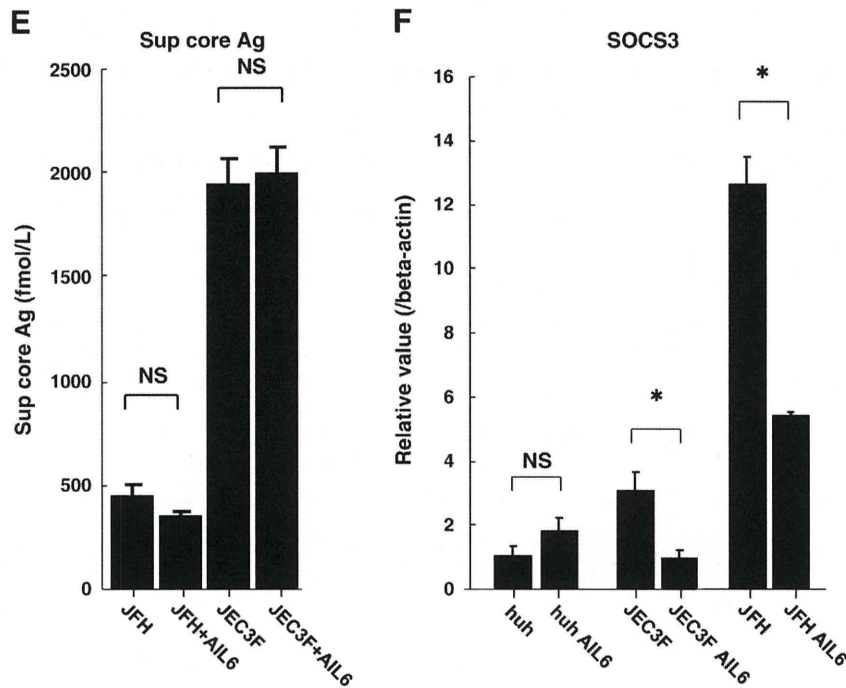 E
Sup core Ag
NS
2500
2000
1500
1000
500
0
Sup core Ag (fmol/L)
NS
JFH
JFH+AIL6
JEC3F
JEC3F+AIL6
F
SOCS3
*
16
14
12
10
8
6
4
2
0
Relative value (/beta-actin)
*
NS
huh
huh AIL6
JEC3F
JEC3F AIL6
JFH
JFH AIL6